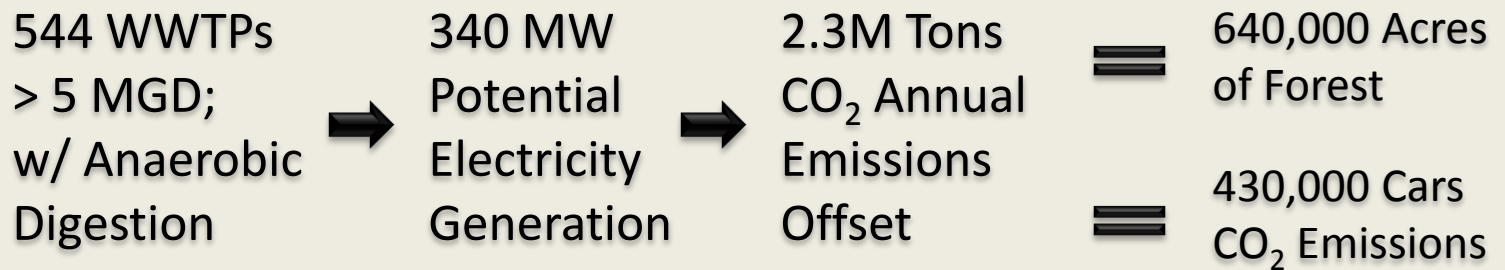 544 WWTPs
> 5 MGD;
w/ Anaerobic
Digestion
340 MW
Potential
Electricity
Generation
2.3M Tons
CO₂ Annual
Emissions
Offset
640,000 Acres
of Forest
430,000 Cars
CO₂ Emissions